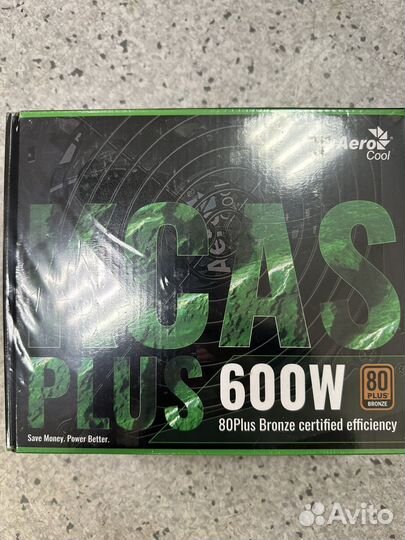 Aero
Cool
KCAS
PLUS
600W
80
PLUS
BRONZE
80Plus Bronze certified efficiency
Save Money. Power Better.
Avito